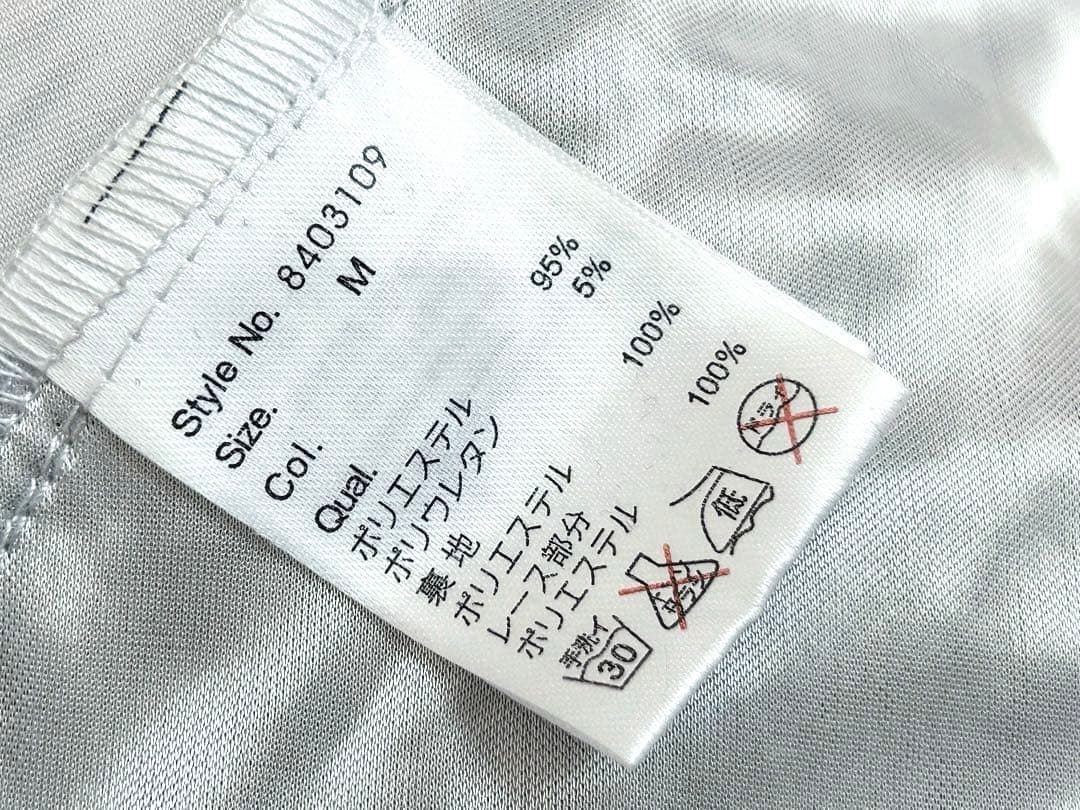 Style No. 8403109
Size. M
Col.
Qual.
ポリエステル 95%
ポリウレタン 5%
裏地
ポリエステル 100%
レース部分
ポリエステル 100%
手洗イ
30
低
ドライ